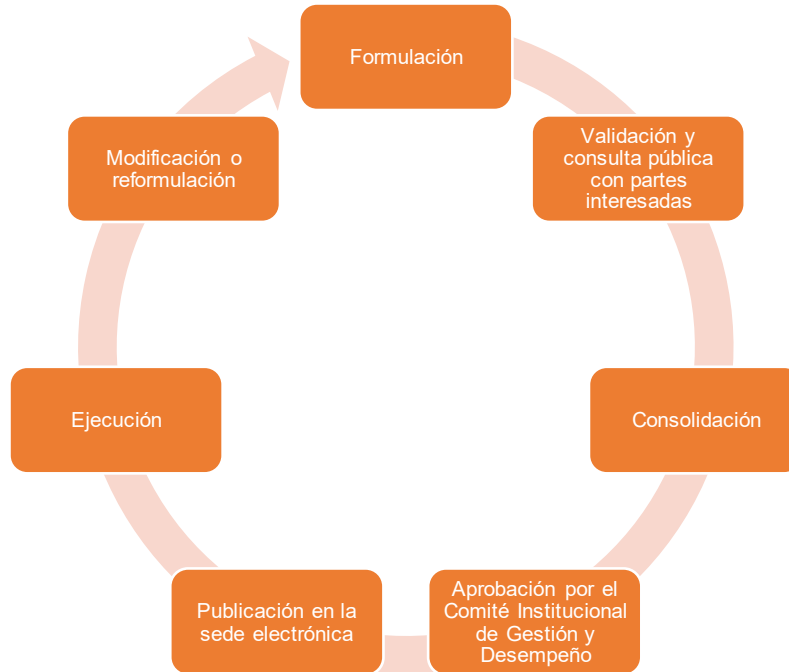 Formulación
Validación y
consulta pública
con partes
interesadas
Consolidación
Aprobación por el
Comité Institucional
de Gestión y
Desempeño
Publicación en la
sede electrónica
Ejecución
Modificación o
reformulación